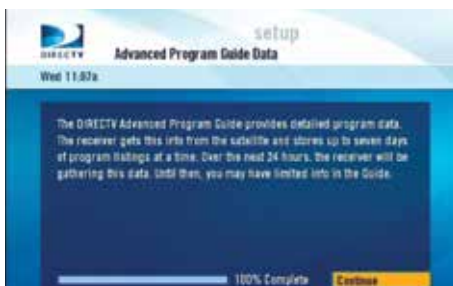 setup
DIRECTV
Advanced Program Guide Data
Wed 11:07a
The DIRECTV Advanced Program Guide provides detailed program data.
The receiver gets this info from the satellite and stores up to seven days
of program listings at a time. Over the next 24 hours, the receiver will be
gathering this data. Until then, you may have limited info in the Guide.
100% Complete
Continue